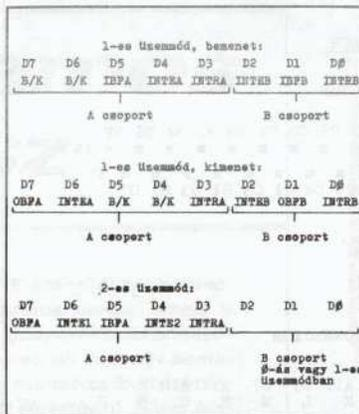 1-es üzemmód, bemenet:
D7 D6 D5 D4 D3 D2 D1 DØ
B/K B/K IBFA INTEA INTRA INTEB IBFB INTRB
A csoport B csoport
1-es üzemmód, kimenet:
D7 D6 D5 D4 D3 D2 D1 DØ
OBFA INTEA B/K B/K INTRA INTEB OBFB INTRB
A csoport B csoport
2-es üzemmód:
D7 D6 D5 D4 D3 D2 D1 DØ
OBFA INTE1 IBFA INTE2 INTRA
A csoport B csoport
Ø-ás vagy 1-es
üzemmódban